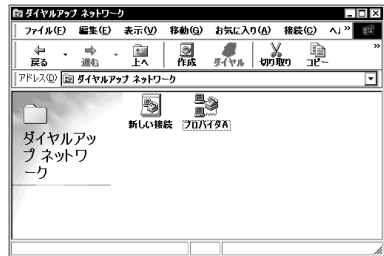 ダイヤルアップ ネットワーク
ファイル(F) 編集(E) 表示(V) 移動(G) お気に入り(A) 接続(C) ヘ »
戻る 進む 上へ 作成 ダイヤル 切り取り コピー »
アドレス(D) ダイヤルアップ ネットワーク
ダイヤルアッ
プ ネットワ
ーク
新しい接続 プロバイダA